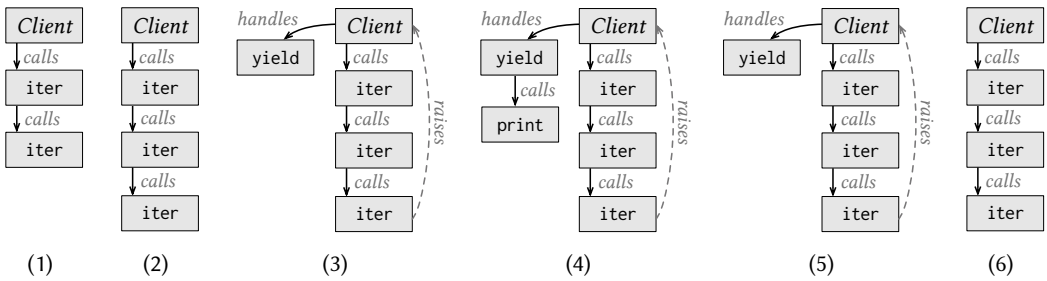 Client
calls
iter
calls
iter
(1)
Client
calls
iter
calls
iter
calls
iter
(2)
handles
Client
yield
calls
iter
calls
iter
calls
iter
raises
(3)
handles
Client
yield
calls
calls
iter
print
calls
iter
calls
iter
raises
(4)
handles
Client
yield
calls
iter
calls
iter
calls
iter
raises
(5)
Client
calls
iter
calls
iter
calls
iter
(6)